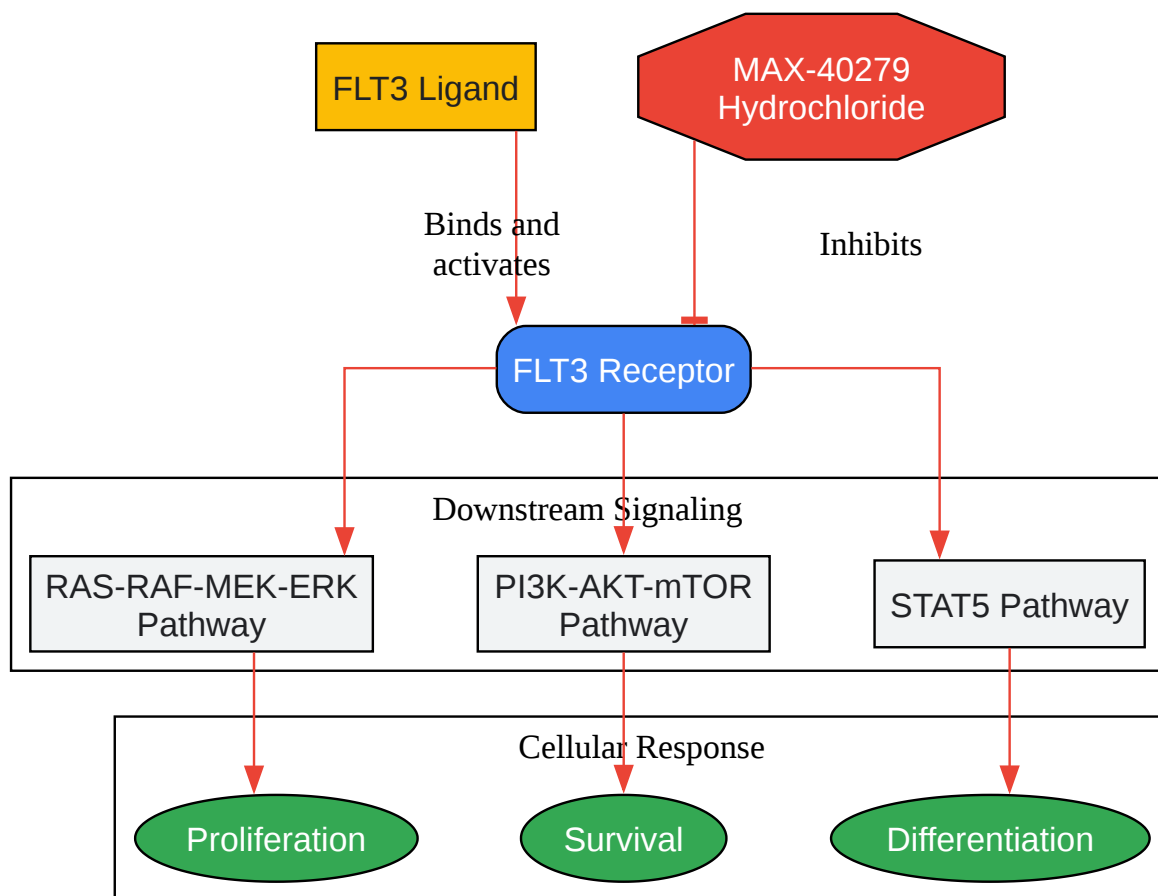 FLT3 Ligand
MAX-40279
Hydrochloride
Binds and
activates
Inhibits
FLT3 Receptor
Downstream Signaling
RAS-RAF-MEK-ERK
Pathway
PI3K-AKT-mTOR
Pathway
STAT5 Pathway
Cellular Response
Proliferation
Survival
Differentiation